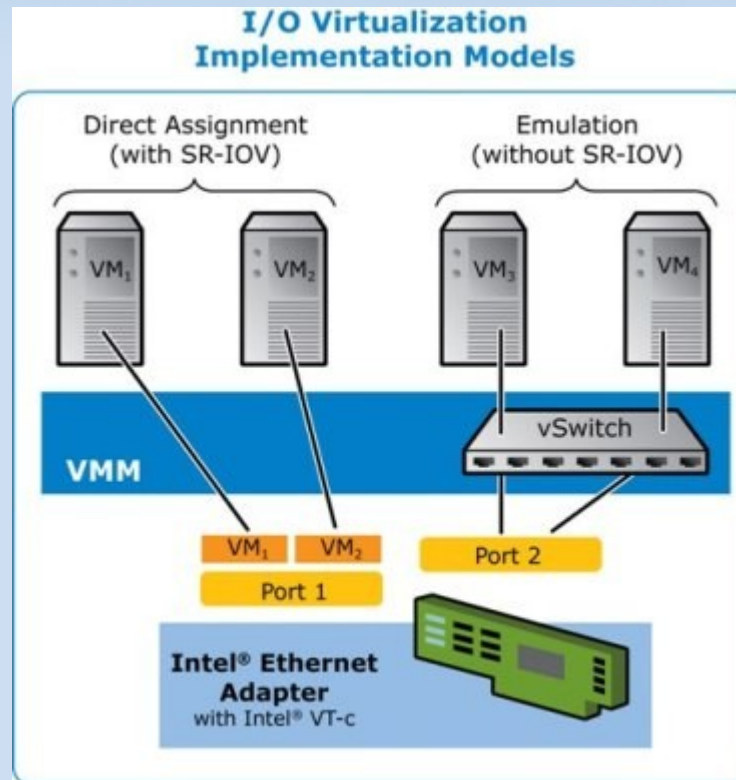 I/O Virtualization
Implementation Models
Direct Assignment
(with SR-IOV)
Emulation
(without SR-IOV)
VM₁
VM₂
VM₃
VM₄
vSwitch
VMM
VM₁
VM₂
Port 1
Port 2
Intel® Ethernet
Adapter
with Intel® VT-c